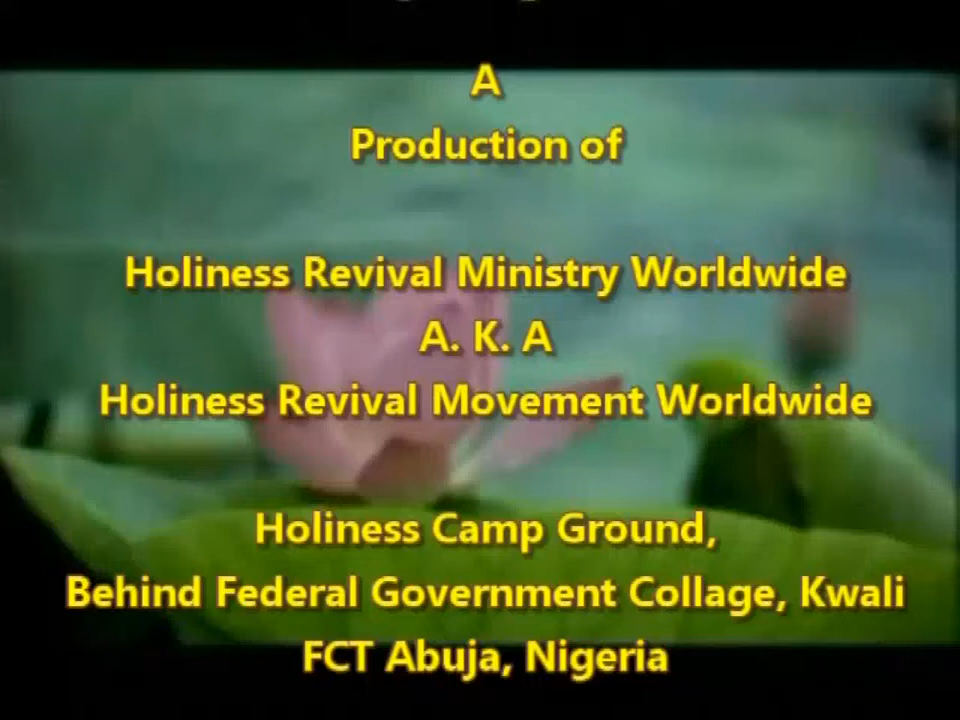 A
Production of
Holiness Revival Ministry Worldwide
A. K. A
Holiness Revival Movement Worldwide
Holiness Camp Ground,
Behind Federal Government Collage, Kwali
FCT Abuja, Nigeria